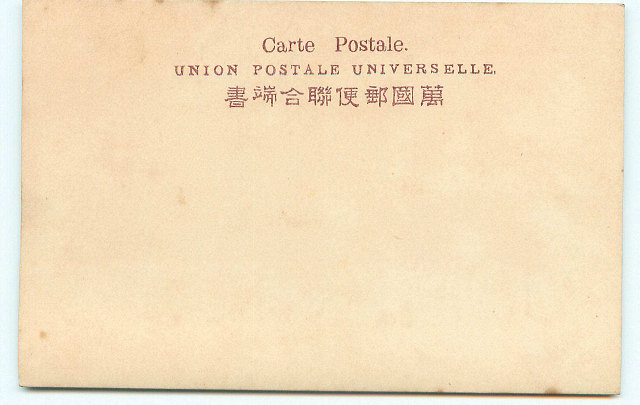 Carte Postale.
UNION POSTALE UNIVERSELLE.
萬國郵便聯合端書